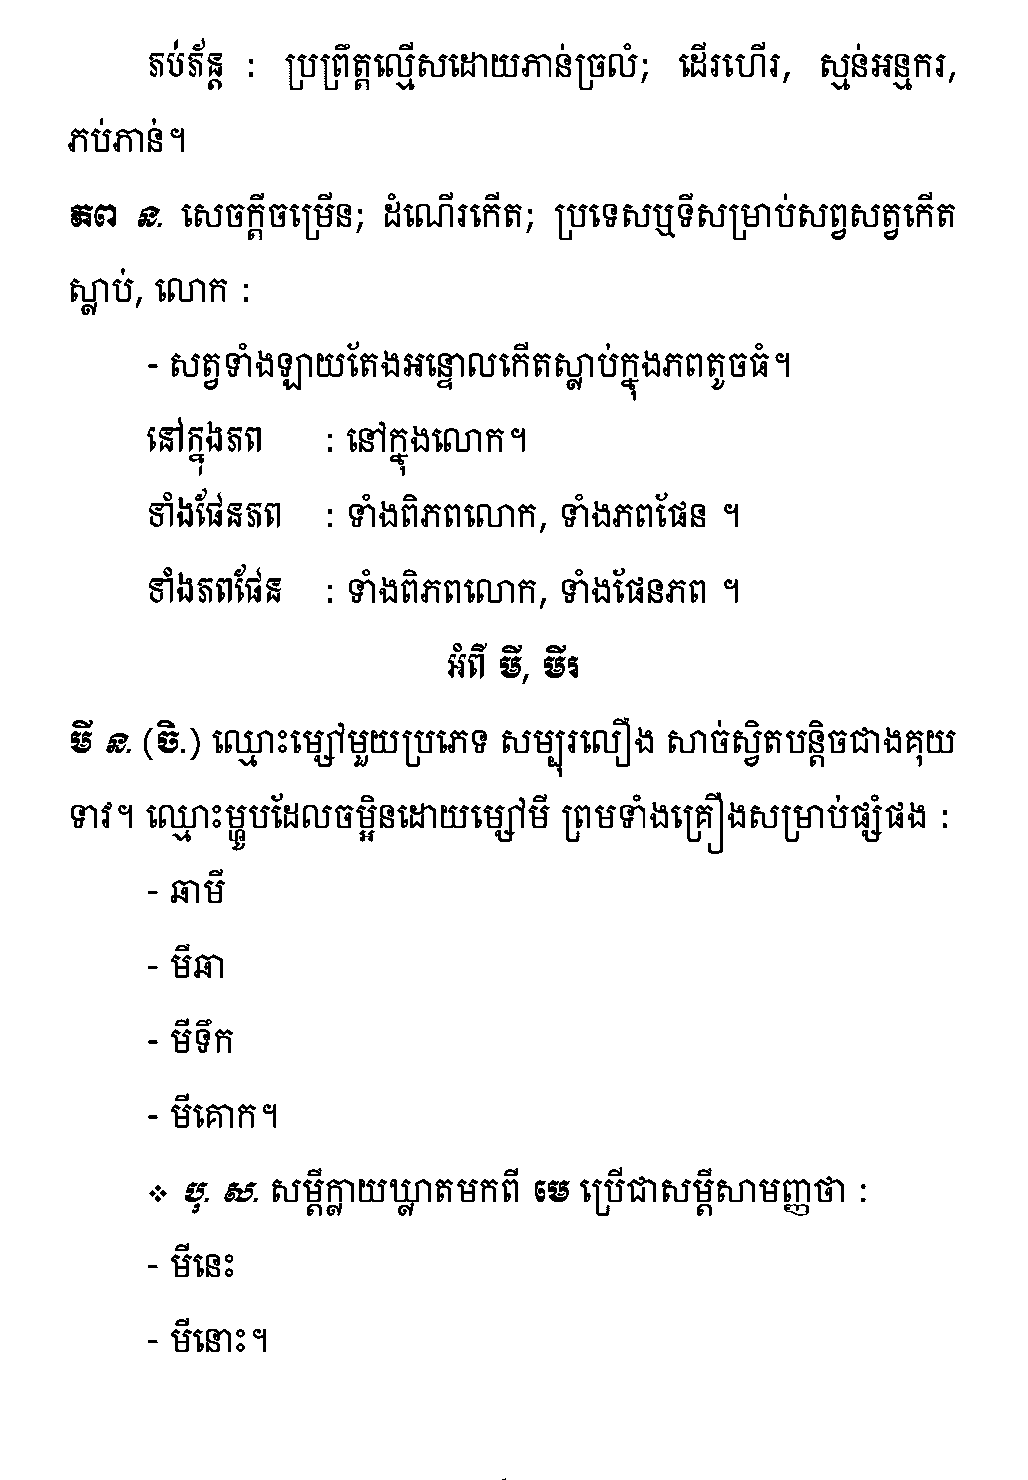 ភប់ភ័ន្ត : ប្រព្រឹត្តល្មើសដោយភាន់ច្រលំ; ដើរហើរ, ស្មន់អន្មករ,
ភប់ភាន់។
ភព ន. សេចក្ដីចម្រើន; ដំណើរកើត; ប្រទេសឬទីសម្រាប់សព្វសត្វកើត
ស្លាប់, លោក :
- សត្វទាំងឡាយតែងអន្ទោលកើតស្លាប់ក្នុងភពតូចធំ។
នៅក្នុងភព : នៅក្នុងលោក។
ទាំងផែនភព : ទាំងពិភពលោក, ទាំងភពផែន ។
ទាំងភពផែន : ទាំងពិភពលោក, ទាំងផែនភព ។
អំពី មី, មីរ
មី ន. (ចិ.) ឈ្មោះម្សៅមួយប្រភេទ សម្បុរលឿង សាច់ស្វិតបន្តិចជាងគុយ
ទាវ។ ឈ្មោះម្ហូបដែលចម្អិនដោយម្សៅមី ព្រមទាំងគ្រឿងសម្រាប់ផ្សំផង :
- ឆាមី
- មីឆា
- មីទឹក
- មីគោក។
❖ បុ. ស. សម្ដីក្លាយឃ្លាតមកពី មេ ប្រើជាសម្ដីសាមញ្ញថា :
- មីនេះ
- មីនោះ។